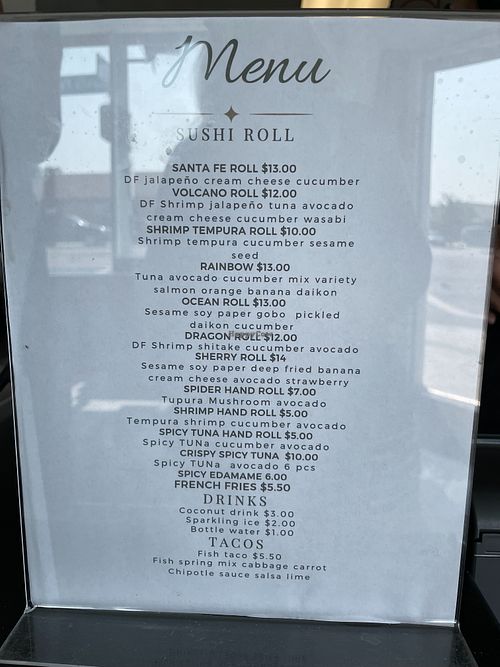 Menu
SUSHI ROLL
SANTA FE ROLL $13.00
DF jalapeño cream cheese cucumber
VOLCANO ROLL $12.00
DF Shrimp jalapeño tuna avocado
cream cheese cucumber wasabi
SHRIMP TEMPURA ROLL $10.00
Shrimp tempura cucumber sesame
seed
RAINBOW $13.00
Tuna avocado cucumber mix variety
salmon orange banana daikon
OCEAN ROLL $13.00
Sesame soy paper gobo pickled
daikon cucumber
DRAGON ROLL $12.00
DF Shrimp shitake cucumber avocado
SHERRY ROLL $14
Sesame soy paper deep fried banana
cream cheese avocado strawberry
SPIDER HAND ROLL $7.00
Tupura Mushroom avocado
SHRIMP HAND ROLL $5.00
Tempura shrimp cucumber avocado
SPICY TUNA HAND ROLL $5.00
Spicy TUNa cucumber avocado
CRISPY SPICY TUNA $10.00
Spicy TUNa avocado 6 pcs
SPICY EDAMAME 6.00
FRENCH FRIES $5.50
DRINKS
Coconut drink $3.00
Sparkling ice $2.00
Bottle water $1.00
TACOS
Fish taco $5.50
Fish spring mix cabbage carrot
Chipotle sauce salsa lime